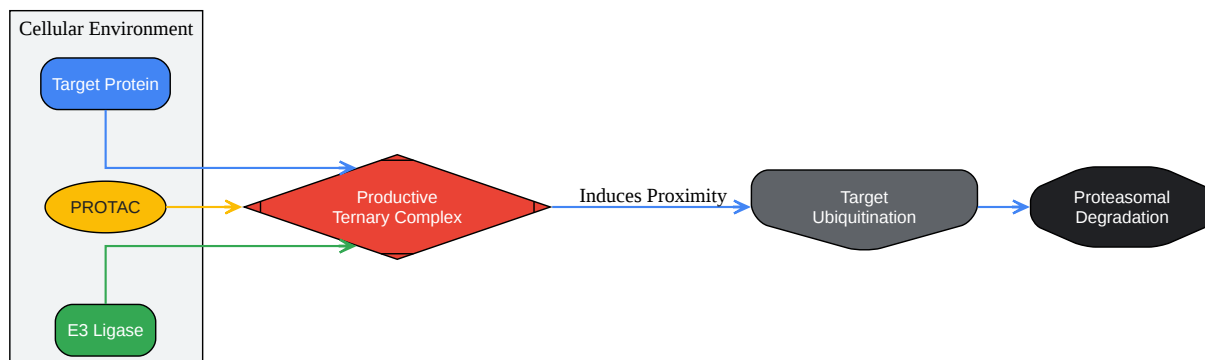 Cellular Environment
Target Protein
PROTAC
E3 Ligase
Productive
Ternary Complex
Induces Proximity
Target
Ubiquitination
Proteasomal
Degradation